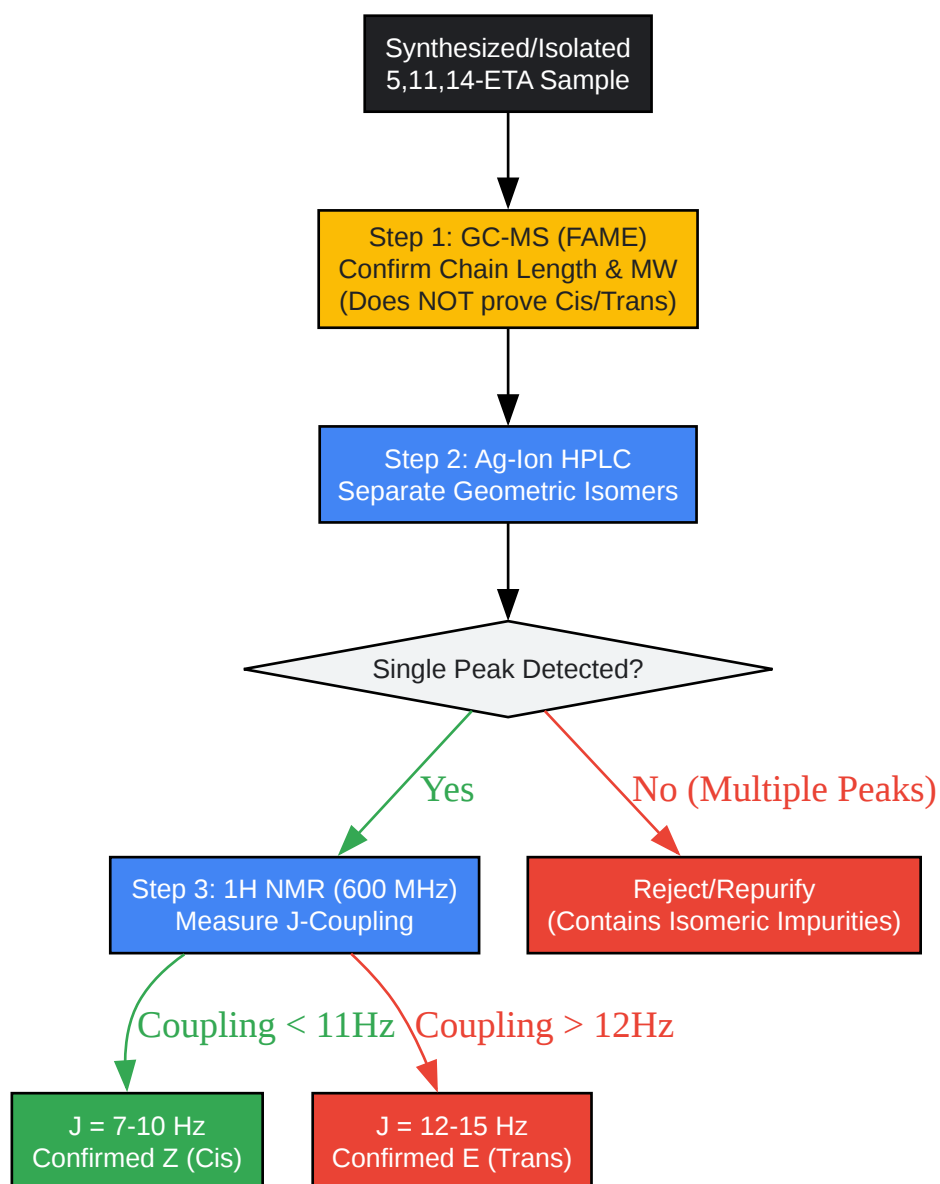 Synthesized/Isolated
5,11,14-ETA Sample
Step 1: GC-MS (FAME)
Confirm Chain Length & MW
(Does NOT prove Cis/Trans)
Step 2: Ag-Ion HPLC
Separate Geometric Isomers
Single Peak Detected?
Yes
No (Multiple Peaks)
Step 3: 1H NMR (600 MHz)
Measure J-Coupling
Reject/Repurify
(Contains Isomeric Impurities)
Coupling < 11Hz
Coupling > 12Hz
J = 7-10 Hz
Confirmed Z (Cis)
J = 12-15 Hz
Confirmed E (Trans)